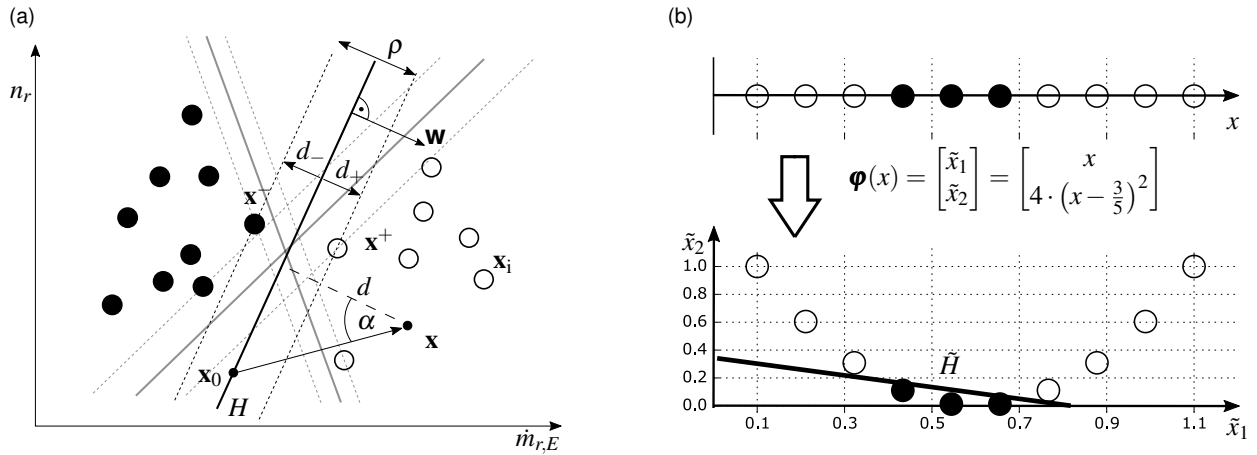 (a)
n_r
ρ
w
d_−
d_+
x^−
x^+
x_i
d
α
x
x_0
H
ṁ_{r,E}
(b)
x
φ(x) = [x̃_1 x̃_2] = [x 4 · (x − 3/5)^2]
x̃_2
1.0
0.8
0.6
0.4
0.2
0.0
H̃
0.1 0.3 0.5 0.7 0.9 1.1
x̃_1